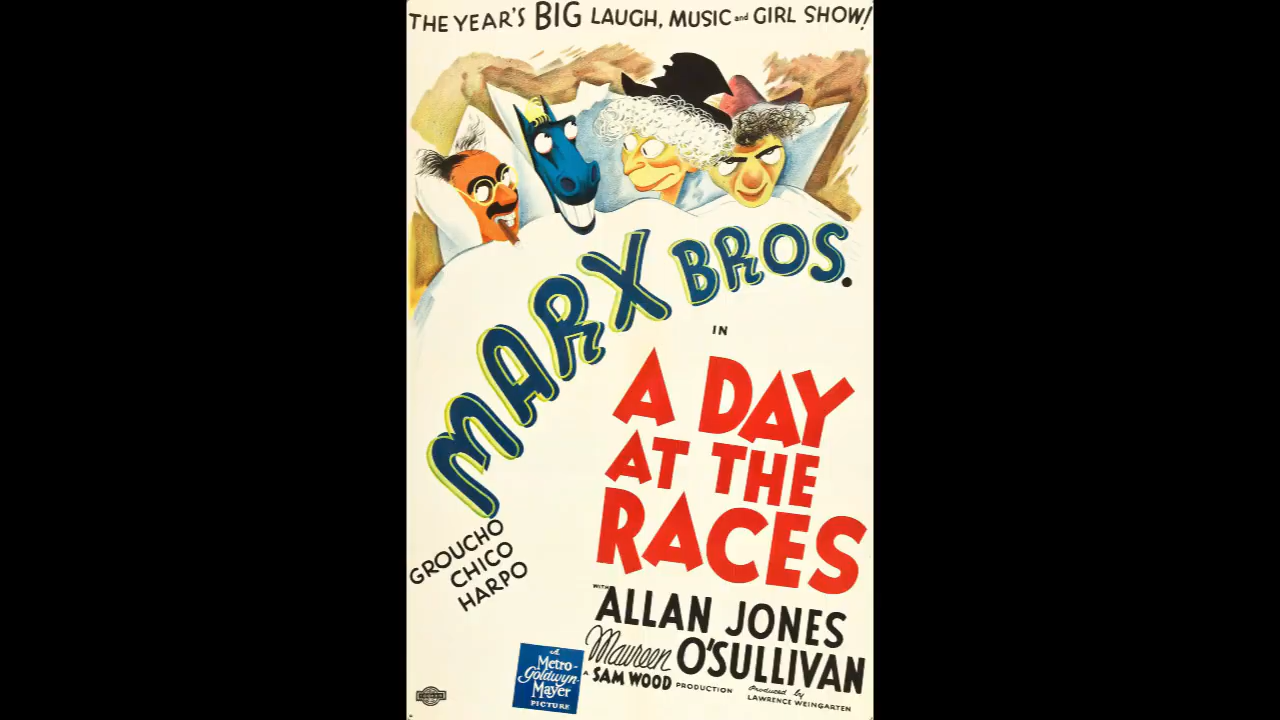 THE YEAR'S BIG LAUGH, MUSIC and GIRL SHOW!
MARX BROS.
IN
A DAY
AT THE
RACES
GROUCHO
CHICO
HARPO
WITH
ALLAN JONES
Maureen O'SULLIVAN
A SAM WOOD PRODUCTION
Produced by
LAWRENCE WEINGARTEN
A
Metro-
Goldwyn-
Mayer
PICTURE